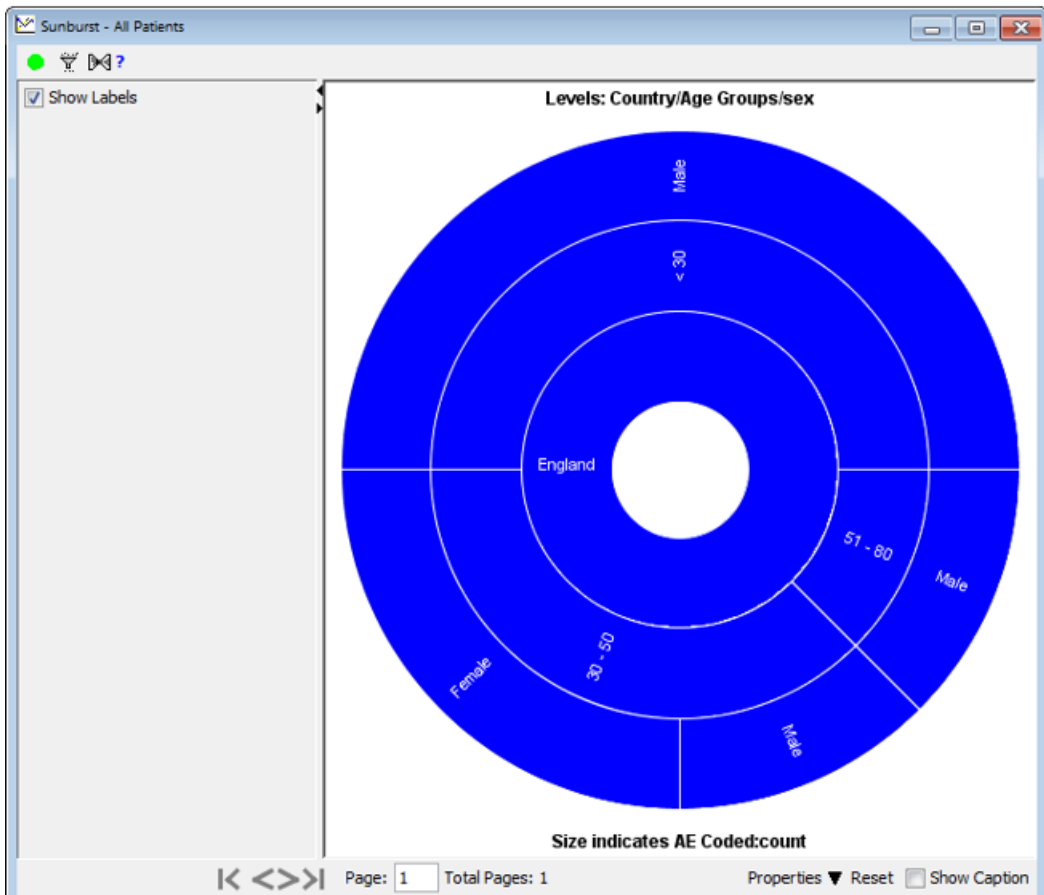 Sunburst - All Patients
?
Show Labels
Levels: Country/Age Groups/sex
Male
< 30
England
51 - 80
Male
30 - 50
Female
Male
Size indicates AE Coded:count
Page: 1 Total Pages: 1 Properties ▼ Reset Show Caption